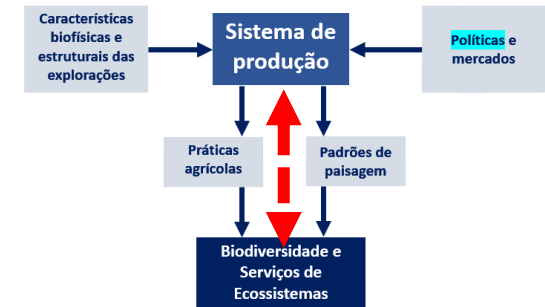 Características
biofísicas e
estruturais das
explorações
Sistema de
produção
Políticas e
mercados
Práticas
agrícolas
Padrões de
paisagem
Biodiversidade e
Serviços de
Ecossistemas